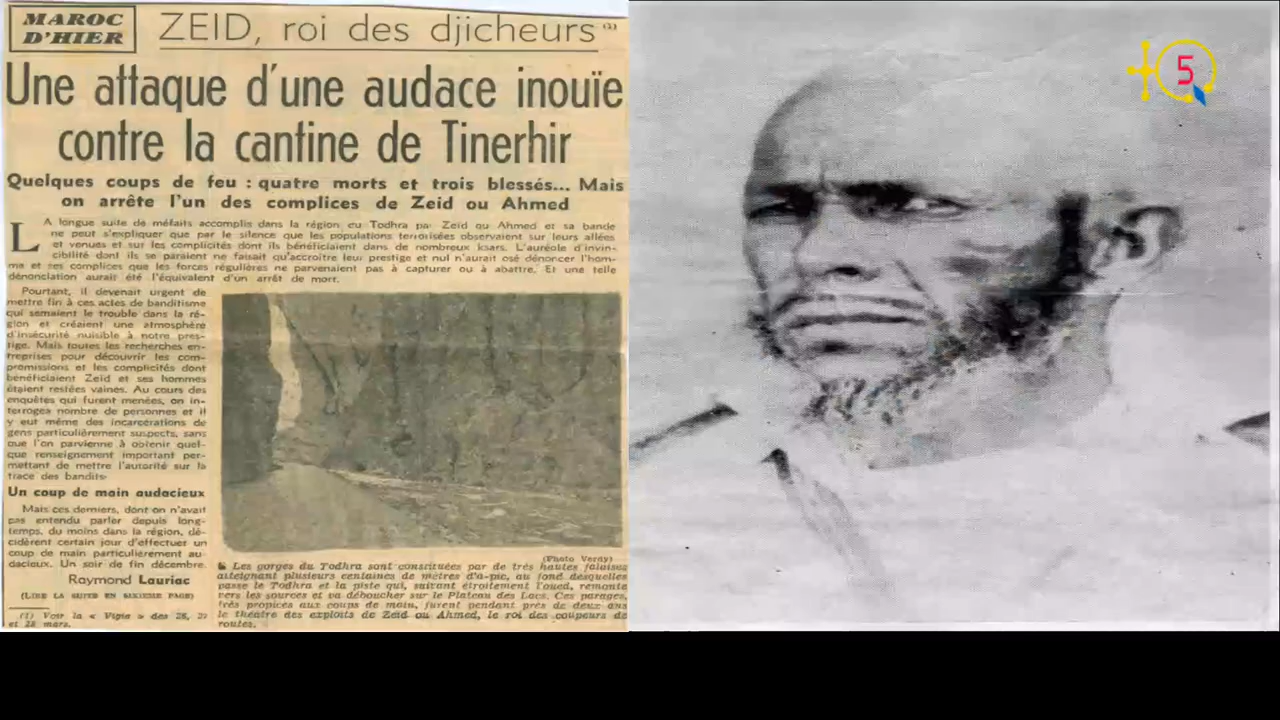 MAROC
D'HIER
ZEID, roi des djicheurs (1)
Une attaque d'une audace inouïe
contre la cantine de Tinerhir
Quelques coups de feu : quatre morts et trois blessés... Mais
on arrête l'un des complices de Zeid ou Ahmed
LA longue suite de méfaits accomplis dans la région du Todhra par Zeid ou Ahmed et sa bande
ne peut s'expliquer que par le silence que les populations terrorisées observaient sur leurs allées
et venues et sur les complicités dont ils bénéficiaient dans de nombreux ksars. L'auréole d'invin-
cibilité dont ils se paraient ne faisait qu'accroître leur prestige et nul n'aurait osé dénoncer l'hom-
me et ses complices que les forces régulières ne parvenaient pas à capturer ou à abattre. Et une telle
dénonciation aurait été l'équivalent d'un arrêt de mort.
Pourtant, il devenait urgent de
mettre fin à ces actes de banditisme
qui semaient le trouble dans la ré-
gion et créaient une atmosphère
d'insécurité nuisible à notre pres-
tige. Mais toutes les recherches en-
treprises pour découvrir les com-
promissions et les complicités dont
bénéficiaient Zeid et ses hommes
étaient restées vaines. Au cours des
enquêtes qui furent menées, on in-
terrogea nombre de personnes et il
y eut même des incarcérations de
gens particulièrement suspects, sans
que l'on parvienne à obtenir quel-
que renseignement important per-
mettant de mettre l'autorité sur la
trace des bandits.
Un coup de main audacieux
Mais ces derniers, dont on n'avait
pas entendu parler depuis long-
temps, du moins dans la région, dé-
cidèrent certain jour d'effectuer un
coup de main particulièrement au-
dacieux. Un soir de fin décembre,
Raymond Lauriac
(LIRE LA SUITE EN SIXIEME PAGE)
(1) Voir la « Vigie » des 26, 27
et 28 mars.
(Photo Verdy)
Les gorges du Todhra sont constituées par de très hautes falaises
atteignant plusieurs centaines de mètres d'à-pic, au fond desquelles
passe le Todhra et la piste qui, suivant étroitement l'oued, remonte
vers les sources et va déboucher sur le Plateau des Lacs. Ces parages,
très propices aux coups de main, furent pendant près de deux ans
le théâtre des exploits de Zeid ou Ahmed, le roi des coupeurs de
routes.
5